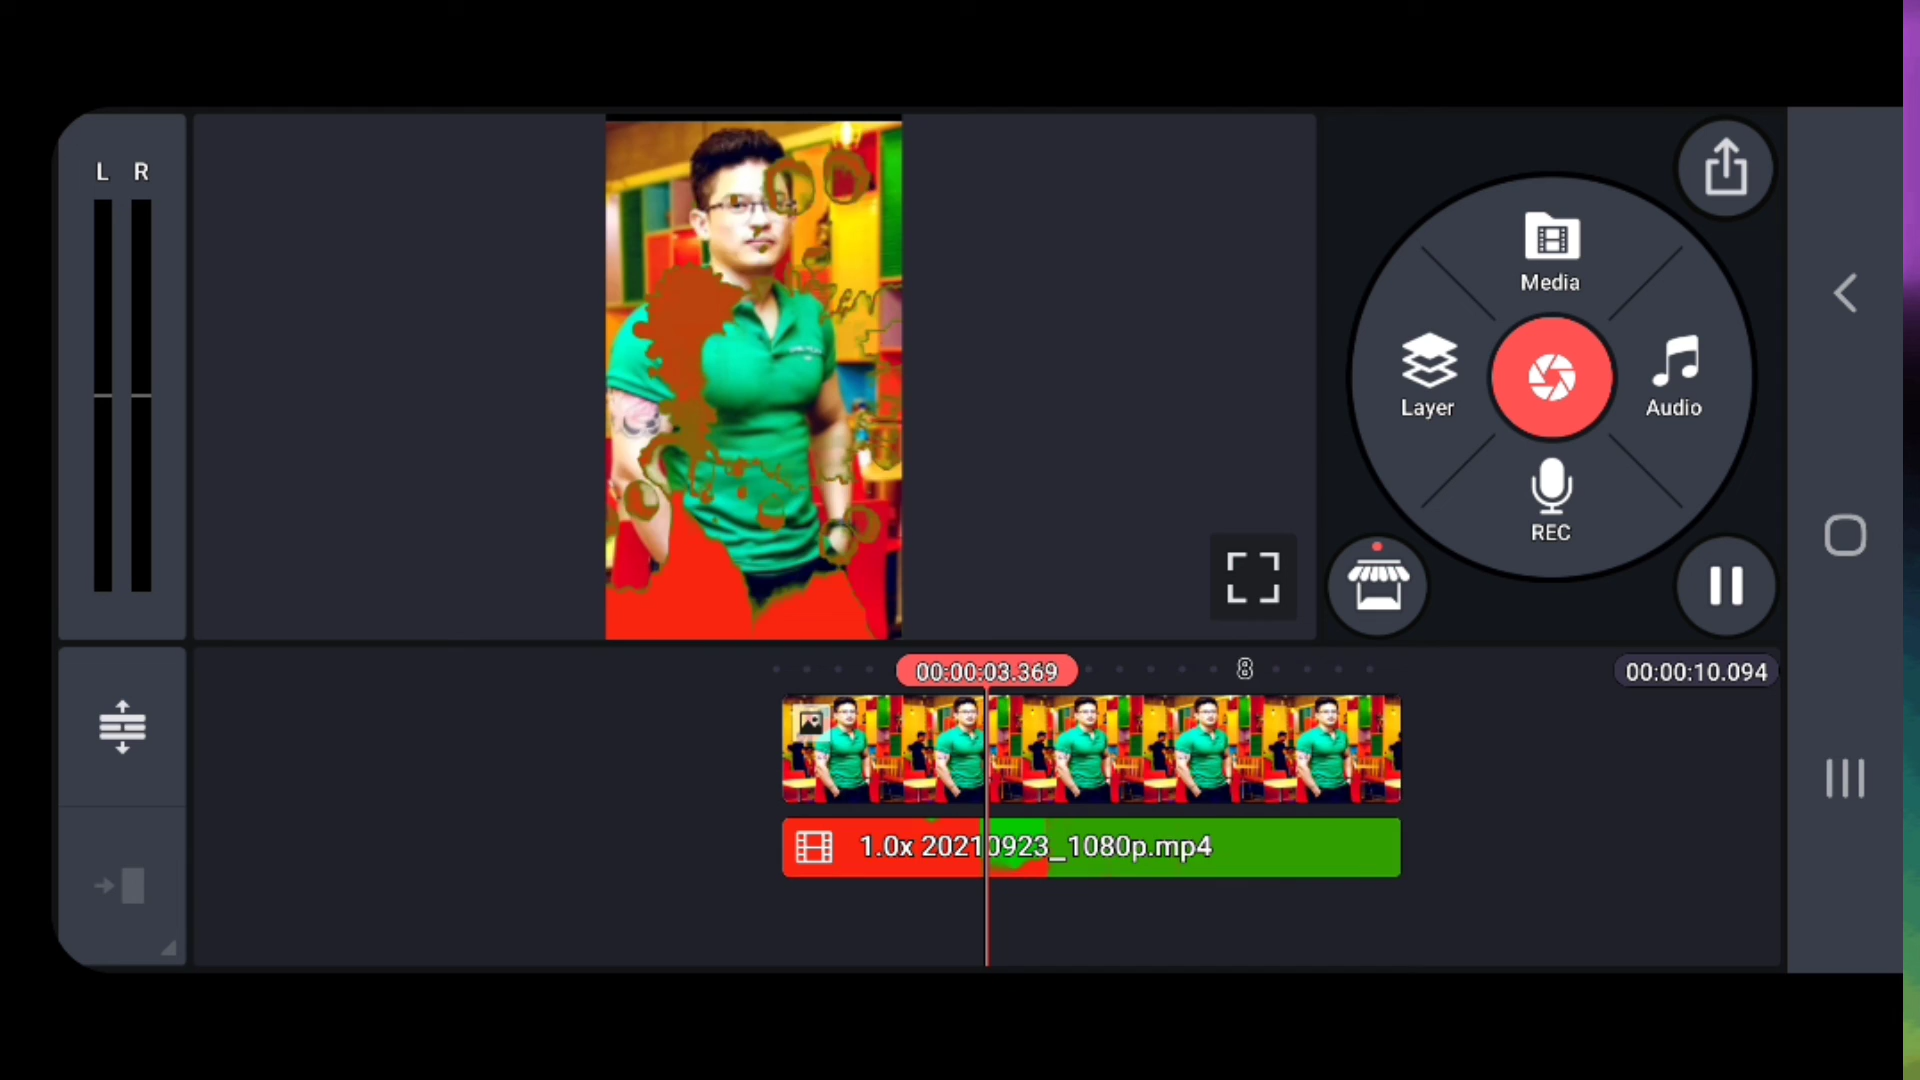 L R
Media
Layer
Audio
REC
00:00:03.369
8
00:00:10.094
1.0x 20210923_1080p.mp4